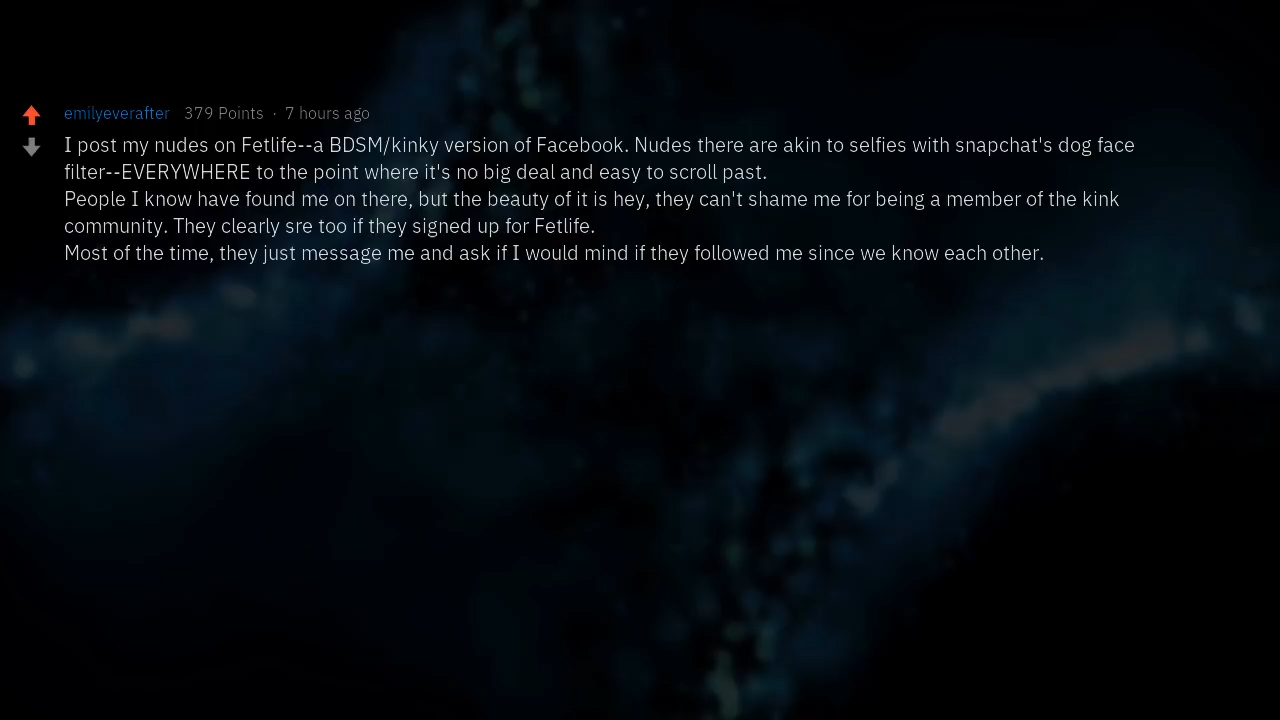 emilyeverafter 379 Points · 7 hours ago
I post my nudes on Fetlife--a BDSM/kinky version of Facebook. Nudes there are akin to selfies with snapchat's dog face
filter--EVERYWHERE to the point where it's no big deal and easy to scroll past.
People I know have found me on there, but the beauty of it is hey, they can't shame me for being a member of the kink
community. They clearly sre too if they signed up for Fetlife.
Most of the time, they just message me and ask if I would mind if they followed me since we know each other.